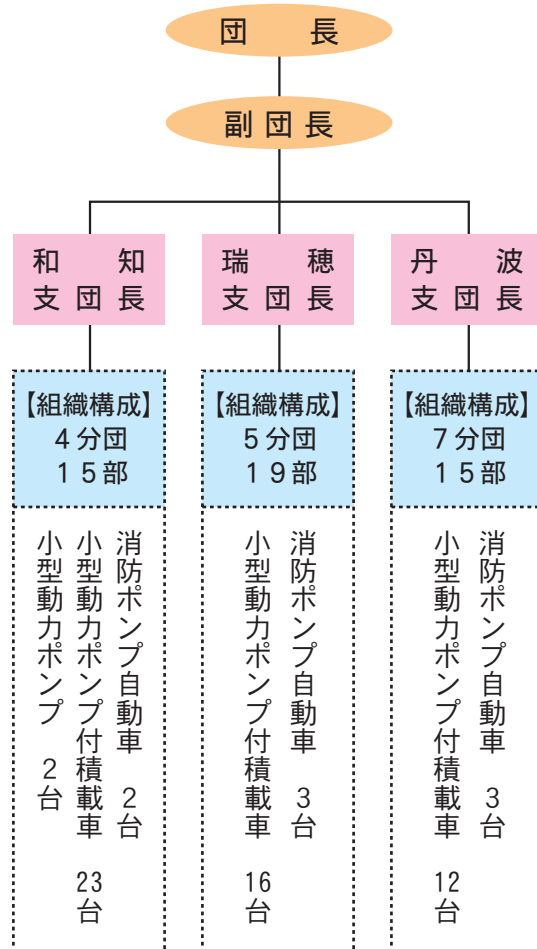 団長
副団長
和知
支団長
瑞穂
支団長
丹波
支団長
【組織構成】
4分団
15部
【組織構成】
5分団
19部
【組織構成】
7分団
15部
消防ポンプ自動車 2台
小型動力ポンプ付積載車 23台
小型動力ポンプ 2台
消防ポンプ自動車 3台
小型動力ポンプ付積載車 16台
消防ポンプ自動車 3台
小型動力ポンプ付積載車 12台